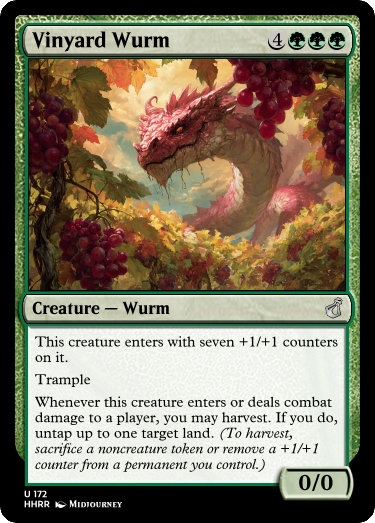 Vinyard Wurm 4
Creature — Wurm
This creature enters with seven +1/+1 counters
on it.
Trample
Whenever this creature enters or deals combat
damage to a player, you may harvest. If you do,
untap up to one target land. (To harvest,
sacrifice a noncreature token or remove a +1/+1
counter from a permanent you control.)
0/0
U 172
HHRR Midjourney